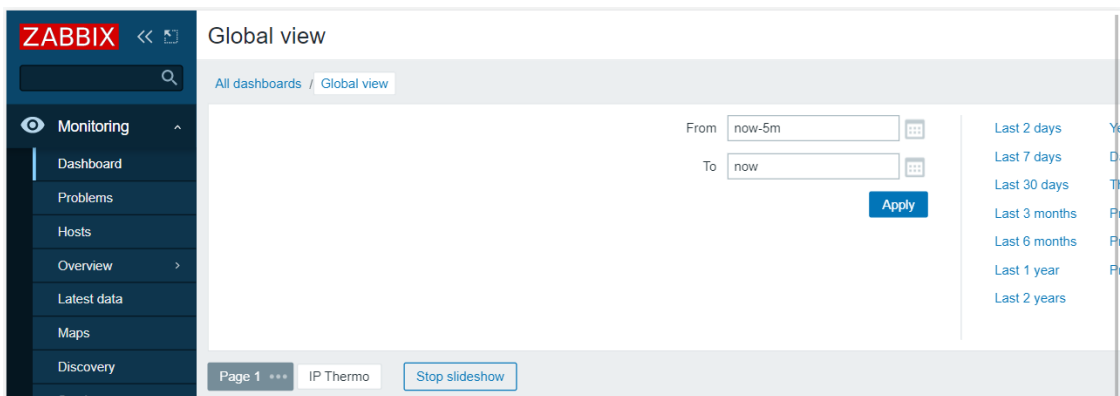 ZABBIX
Global view
All dashboards / Global view
Monitoring
Dashboard
Problems
Hosts
Overview
Latest data
Maps
Discovery
From now-5m
To now
Apply
Last 2 days
Last 7 days
Last 30 days
Last 3 months
Last 6 months
Last 1 year
Last 2 years
Page 1
IP Thermo
Stop slideshow